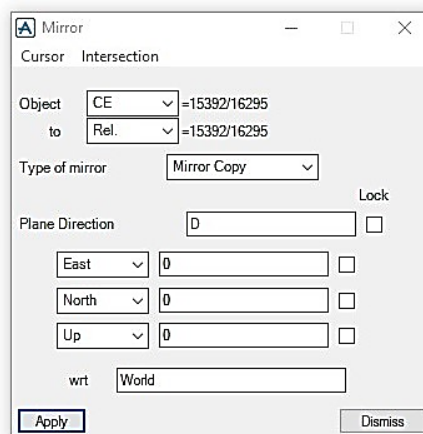 Mirror
Cursor Intersection
Object CE =15392/16295
to Rel. =15392/16295
Type of mirror Mirror Copy
Lock
Plane Direction D
East 0
North 0
Up 0
wrt World
Apply Dismiss